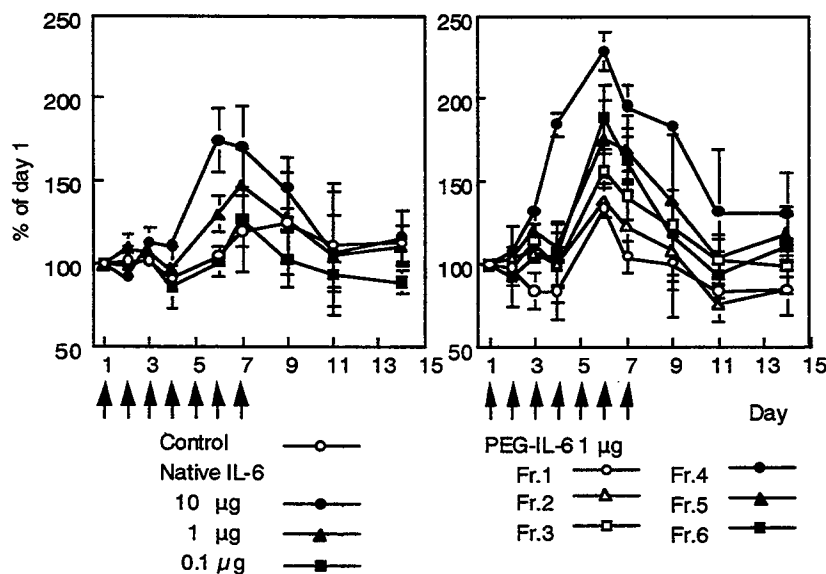 250
200
150
100
50
% of day 1
1 3 5 7 9 11 13 15
250
200
150
100
50
1 3 5 7 9 11 13 15
Day
Control
Native IL-6
10 µg
1 µg
0.1 µg
PEG-IL-6 1 µg
Fr.1
Fr.2
Fr.3
Fr.4
Fr.5
Fr.6